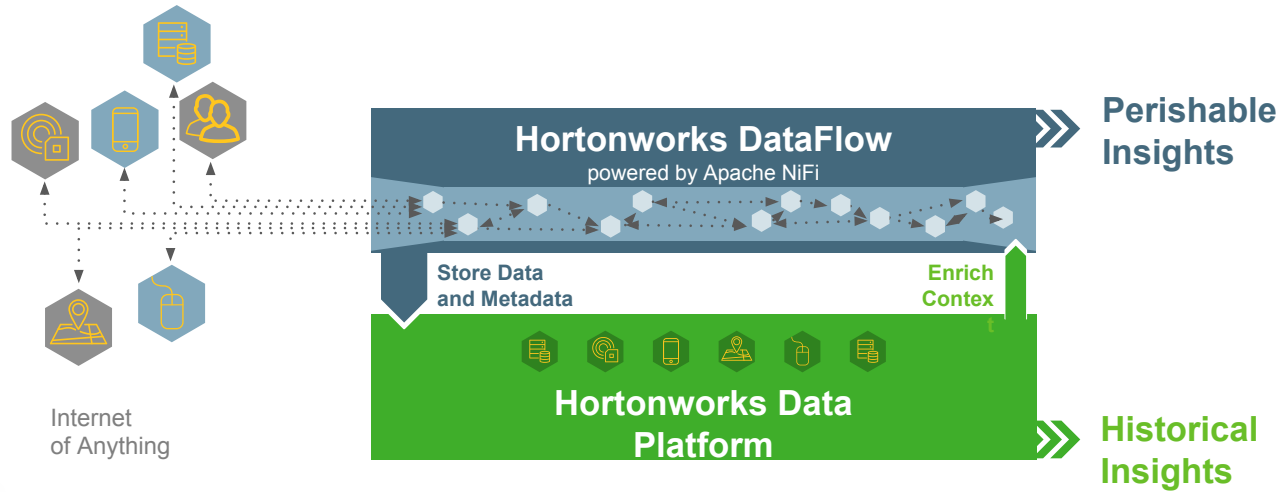 Hortonworks DataFlow
powered by Apache NiFi
Perishable
Insights
Store Data
and Metadata
Enrich
Contex
t
Internet
of Anything
Hortonworks Data
Platform
Historical
Insights